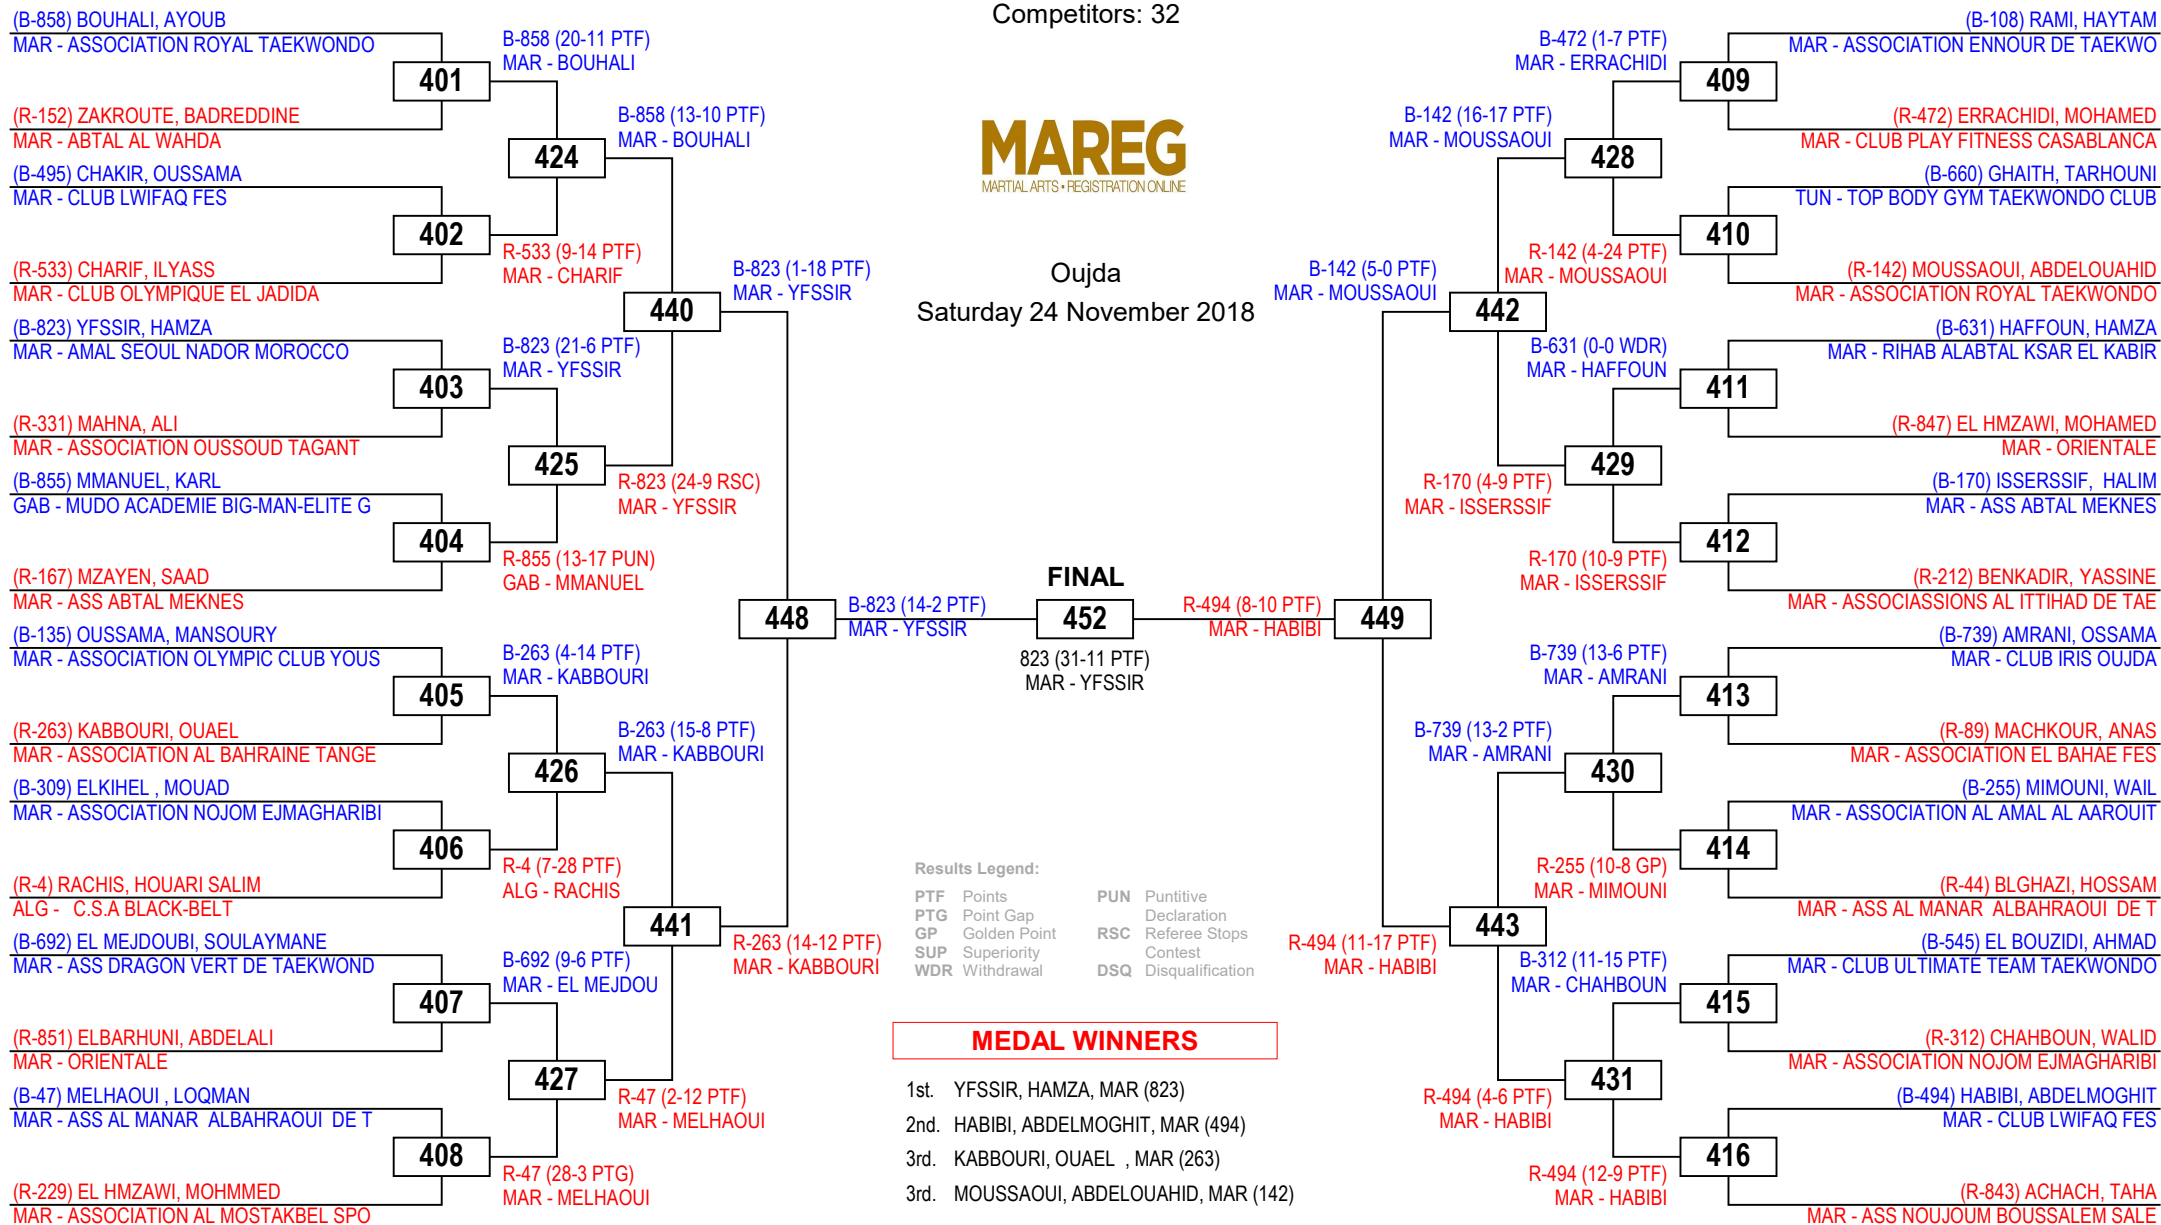 Competitors: 32
MAREG
MARTIAL ARTS • REGISTRATION ONLINE
Oujda
Saturday 24 November 2018
(B-858) BOUHALI, AYOUB
MAR - ASSOCIATION ROYAL TAEKWONDO
401
(R-152) ZAKROUTE, BADREDDINE
MAR - ABTAL AL WAHDA
(B-495) CHAKIR, OUSSAMA
MAR - CLUB LWIFAQ FES
402
(R-533) CHARIF, ILYASS
MAR - CLUB OLYMPIQUE EL JADIDA
(B-823) YFSSIR, HAMZA
MAR - AMAL SEOUL NADOR MOROCCO
403
(R-331) MAHNA, ALI
MAR - ASSOCIATION OUSSOUD TAGANT
(B-855) MMANUEL, KARL
GAB - MUDO ACADEMIE BIG-MAN-ELITE G
404
(R-167) MZAYEN, SAAD
MAR - ASS ABTAL MEKNES
(B-135) OUSSAMA, MANSOURY
MAR - ASSOCIATION OLYMPIC CLUB YOUS
405
(R-263) KABBOURI, OUAEL
MAR - ASSOCIATION AL BAHRAINE TANGE
(B-309) ELKIHEL , MOUAD
MAR - ASSOCIATION NOJOM EJMAGHARIBI
406
(R-4) RACHIS, HOUARI SALIM
ALG -   C.S.A BLACK-BELT
(B-692) EL MEJDOUBI, SOULAYMANE
MAR - ASS DRAGON VERT DE TAEKWOND
407
(R-851) ELBARHUNI, ABDELALI
MAR - ORIENTALE
(B-47) MELHAOUI , LOQMAN
MAR - ASS AL MANAR  ALBAHRAOUI  DE T
408
(R-229) EL HMZAWI, MOHMMED
MAR - ASSOCIATION AL MOSTAKBEL SPO
B-858 (20-11 PTF)
MAR - BOUHALI
424
R-533 (9-14 PTF)
MAR - CHARIF
B-823 (21-6 PTF)
MAR - YFSSIR
425
R-855 (13-17 PUN)
GAB - MMANUEL
B-263 (4-14 PTF)
MAR - KABBOURI
426
R-4 (7-28 PTF)
ALG - RACHIS
B-692 (9-6 PTF)
MAR - EL MEJDOU
427
R-47 (28-3 PTG)
MAR - MELHAOUI
B-858 (13-10 PTF)
MAR - BOUHALI
440
R-823 (24-9 RSC)
MAR - YFSSIR
B-263 (15-8 PTF)
MAR - KABBOURI
441
R-47 (2-12 PTF)
MAR - MELHAOUI
B-823 (1-18 PTF)
MAR - YFSSIR
448
R-263 (14-12 PTF)
MAR - KABBOURI
B-823 (14-2 PTF)
MAR - YFSSIR
FINAL
452
823 (31-11 PTF)
MAR - YFSSIR
R-494 (8-10 PTF)
MAR - HABIBI
449
B-142 (5-0 PTF)
MAR - MOUSSAOUI
R-494 (11-17 PTF)
MAR - HABIBI
B-142 (16-17 PTF)
MAR - MOUSSAOUI
442
R-170 (4-9 PTF)
MAR - ISSERSSIF
B-739 (13-2 PTF)
MAR - AMRANI
443
R-494 (4-6 PTF)
MAR - HABIBI
B-472 (1-7 PTF)
MAR - ERRACHIDI
428
R-142 (4-24 PTF)
MAR - MOUSSAOUI
B-631 (0-0 WDR)
MAR - HAFFOUN
429
R-170 (10-9 PTF)
MAR - ISSERSSIF
B-739 (13-6 PTF)
MAR - AMRANI
430
R-255 (10-8 GP)
MAR - MIMOUNI
B-312 (11-15 PTF)
MAR - CHAHBOUN
431
R-494 (12-9 PTF)
MAR - HABIBI
(B-108) RAMI, HAYTAM
MAR - ASSOCIATION ENNOUR DE TAEKWO
409
(R-472) ERRACHIDI, MOHAMED
MAR - CLUB PLAY FITNESS CASABLANCA
(B-660) GHAITH, TARHOUNI
TUN - TOP BODY GYM TAEKWONDO CLUB
410
(R-142) MOUSSAOUI, ABDELOUAHID
MAR - ASSOCIATION ROYAL TAEKWONDO
(B-631) HAFFOUN, HAMZA
MAR - RIHAB ALABTAL KSAR EL KABIR
411
(R-847) EL HMZAWI, MOHAMED
MAR - ORIENTALE
(B-170) ISSERSSIF,  HALIM
MAR - ASS ABTAL MEKNES
412
(R-212) BENKADIR, YASSINE
MAR - ASSOCIASSIONS AL ITTIHAD DE TAE
(B-739) AMRANI, OSSAMA
MAR - CLUB IRIS OUJDA
413
(R-89) MACHKOUR, ANAS
MAR - ASSOCIATION EL BAHAE FES
(B-255) MIMOUNI, WAIL
MAR - ASSOCIATION AL AMAL AL AAROUIT
414
(R-44) BLGHAZI, HOSSAM
MAR - ASS AL MANAR  ALBAHRAOUI  DE T
(B-545) EL BOUZIDI, AHMAD
MAR - CLUB ULTIMATE TEAM TAEKWONDO
415
(R-312) CHAHBOUN, WALID
MAR - ASSOCIATION NOJOM EJMAGHARIBI
(B-494) HABIBI, ABDELMOGHIT
MAR - CLUB LWIFAQ FES
416
(R-843) ACHACH, TAHA
MAR - ASS NOUJOUM BOUSSALEM SALE
Results Legend:
PTF Points
PTG Point Gap
GP Golden Point
SUP Superiority
WDR Withdrawal
PUN Puntitive
Declaration
RSC Referee Stops
Contest
DSQ Disqualification
MEDAL WINNERS
1st. YFSSIR, HAMZA, MAR (823)
2nd. HABIBI, ABDELMOGHIT, MAR (494)
3rd. KABBOURI, OUAEL  , MAR (263)
3rd. MOUSSAOUI, ABDELOUAHID, MAR (142)